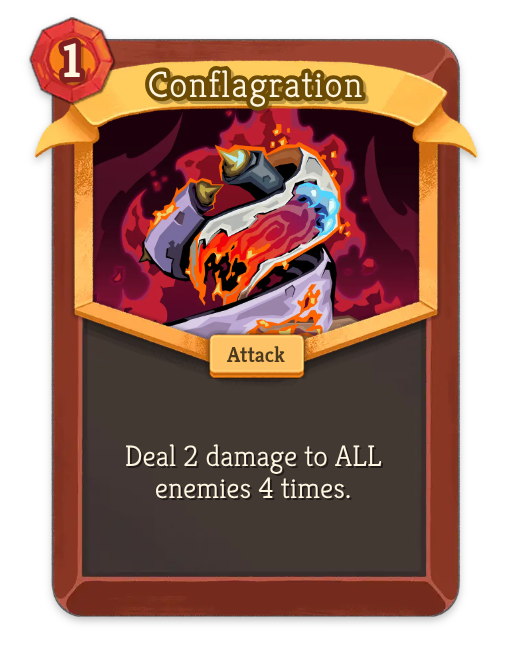 1
Conflagration
Attack
Deal 2 damage to ALL
enemies 4 times.